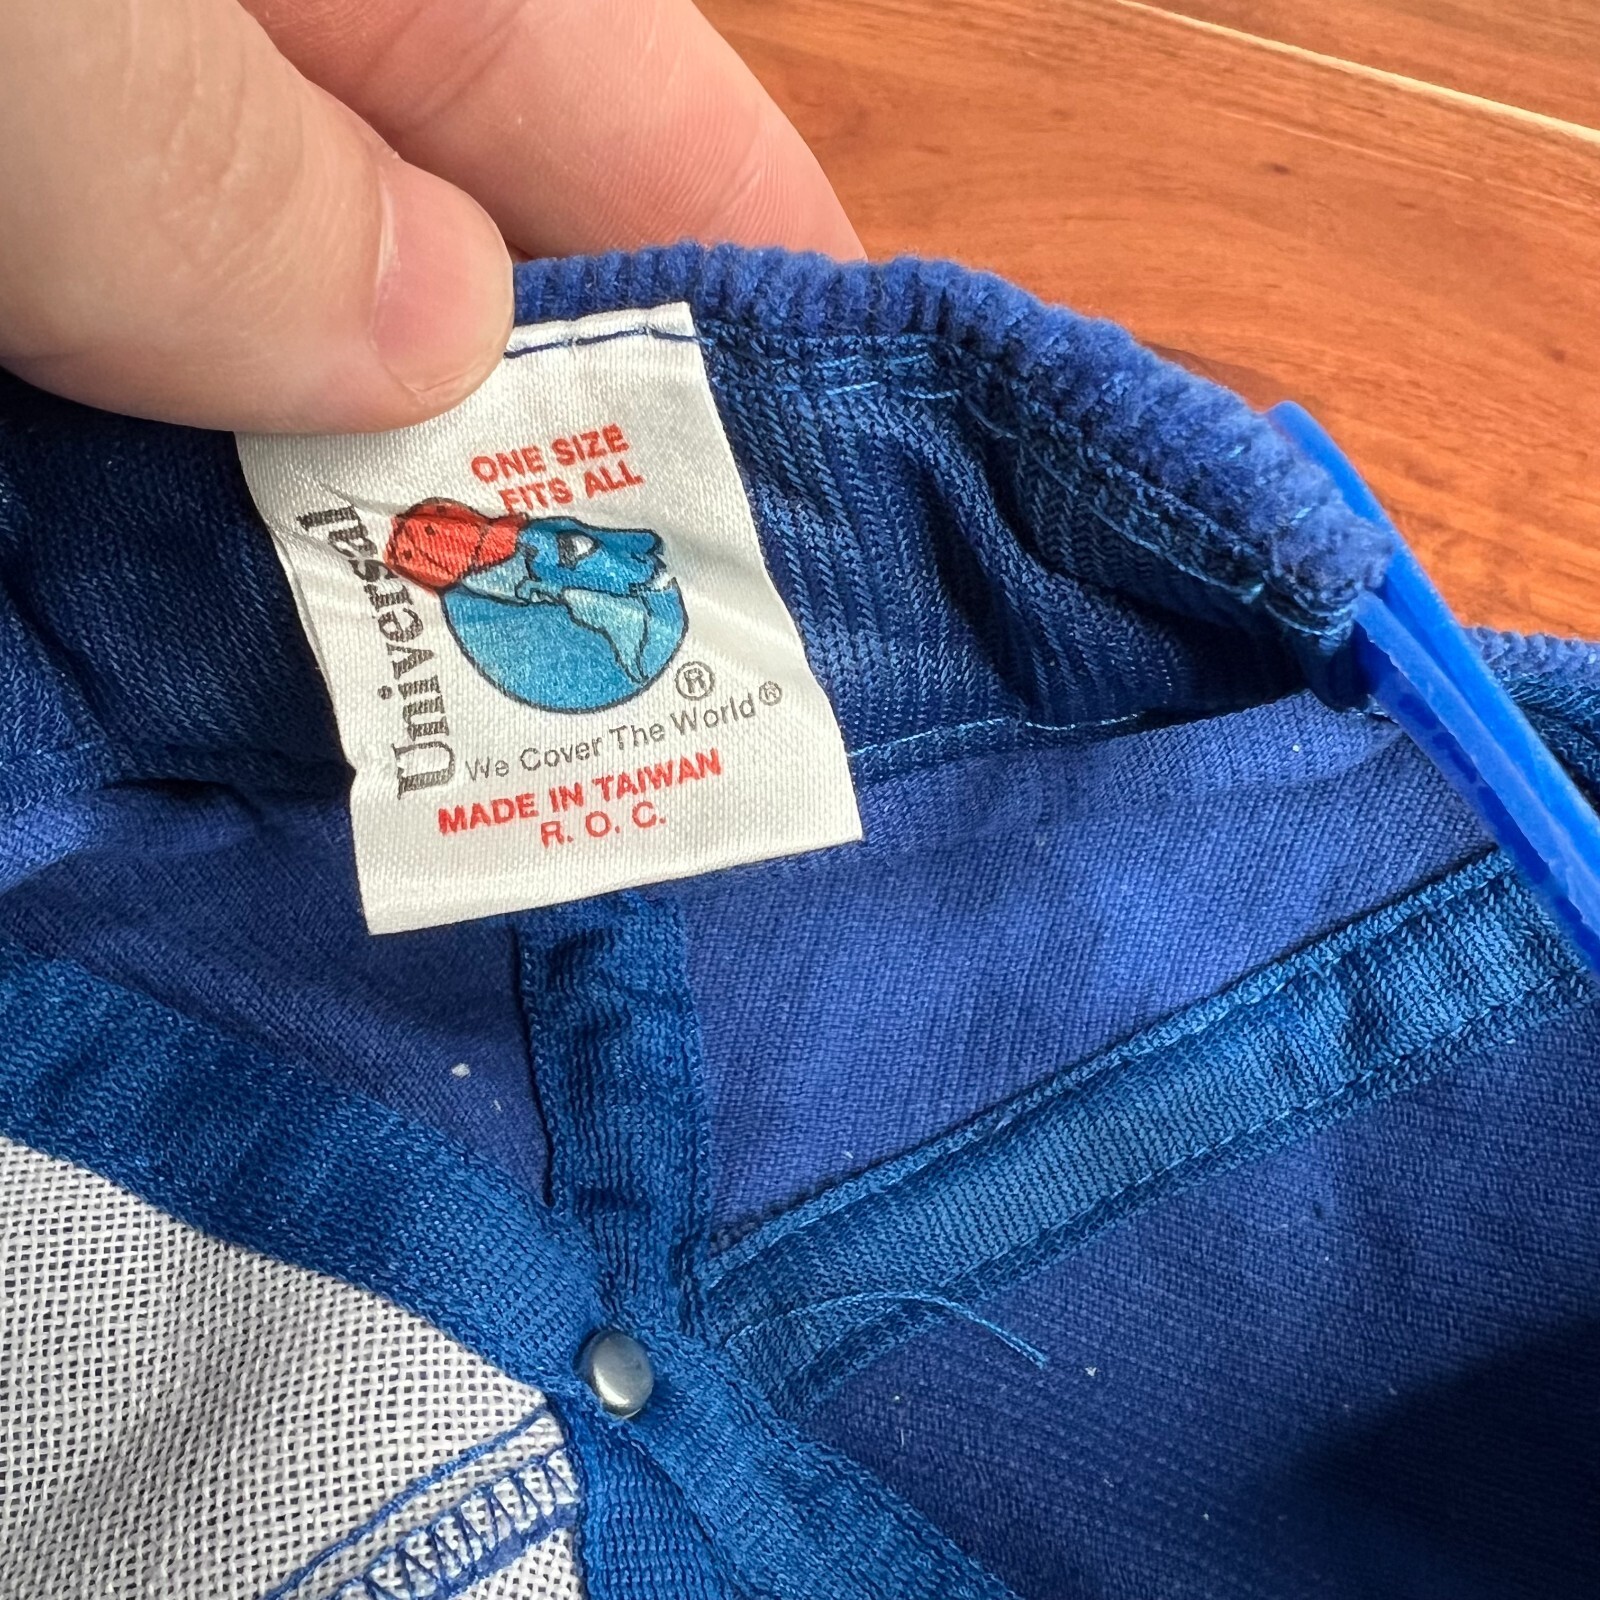 ONE SIZE
FITS ALL
Universal
®
We Cover The World®
MADE IN TAIWAN
R. O. C.